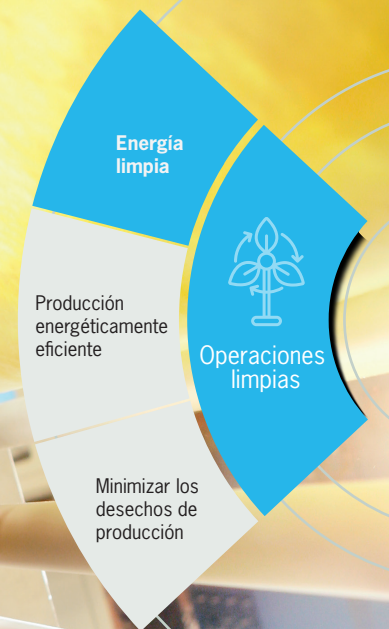 Energía
limpia
Producción
energéticamente
eficiente
Operaciones
limpias
Minimizar los
desechos de
producción